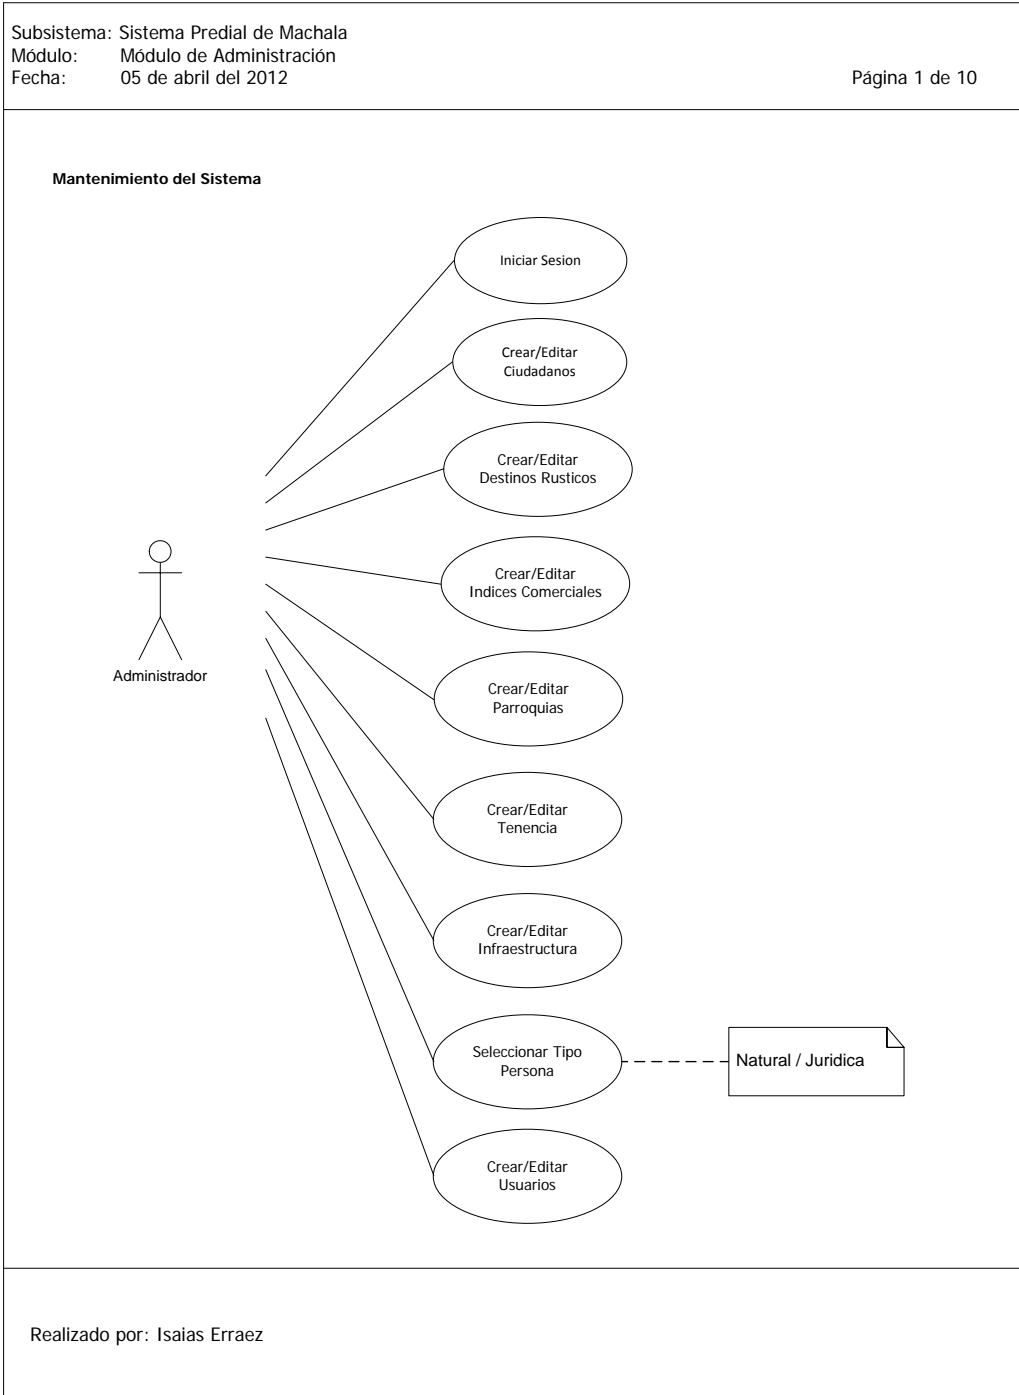 Subsistema: Sistema Predial de Machala
Módulo: Módulo de Administración
Fecha: 05 de abril del 2012 Página 1 de 10
Mantenimiento del Sistema
Iniciar Sesion
Crear/Editar
Ciudadanos
Crear/Editar
Destinos Rusticos
Crear/Editar
Indices Comerciales
Administrador
Crear/Editar
Parroquias
Crear/Editar
Tenencia
Crear/Editar
Infraestructura
Seleccionar Tipo
Persona
Natural / Juridica
Crear/Editar
Usuarios
Realizado por: Isaias Erraez